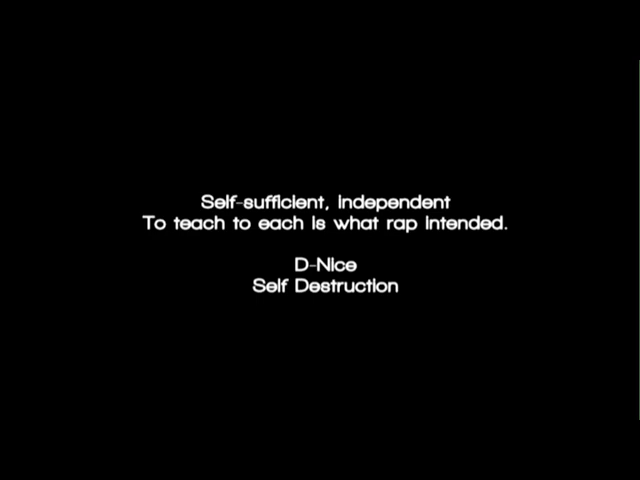 Self-sufficient, independent
To teach to each is what rap intended.
D-Nice
Self Destruction